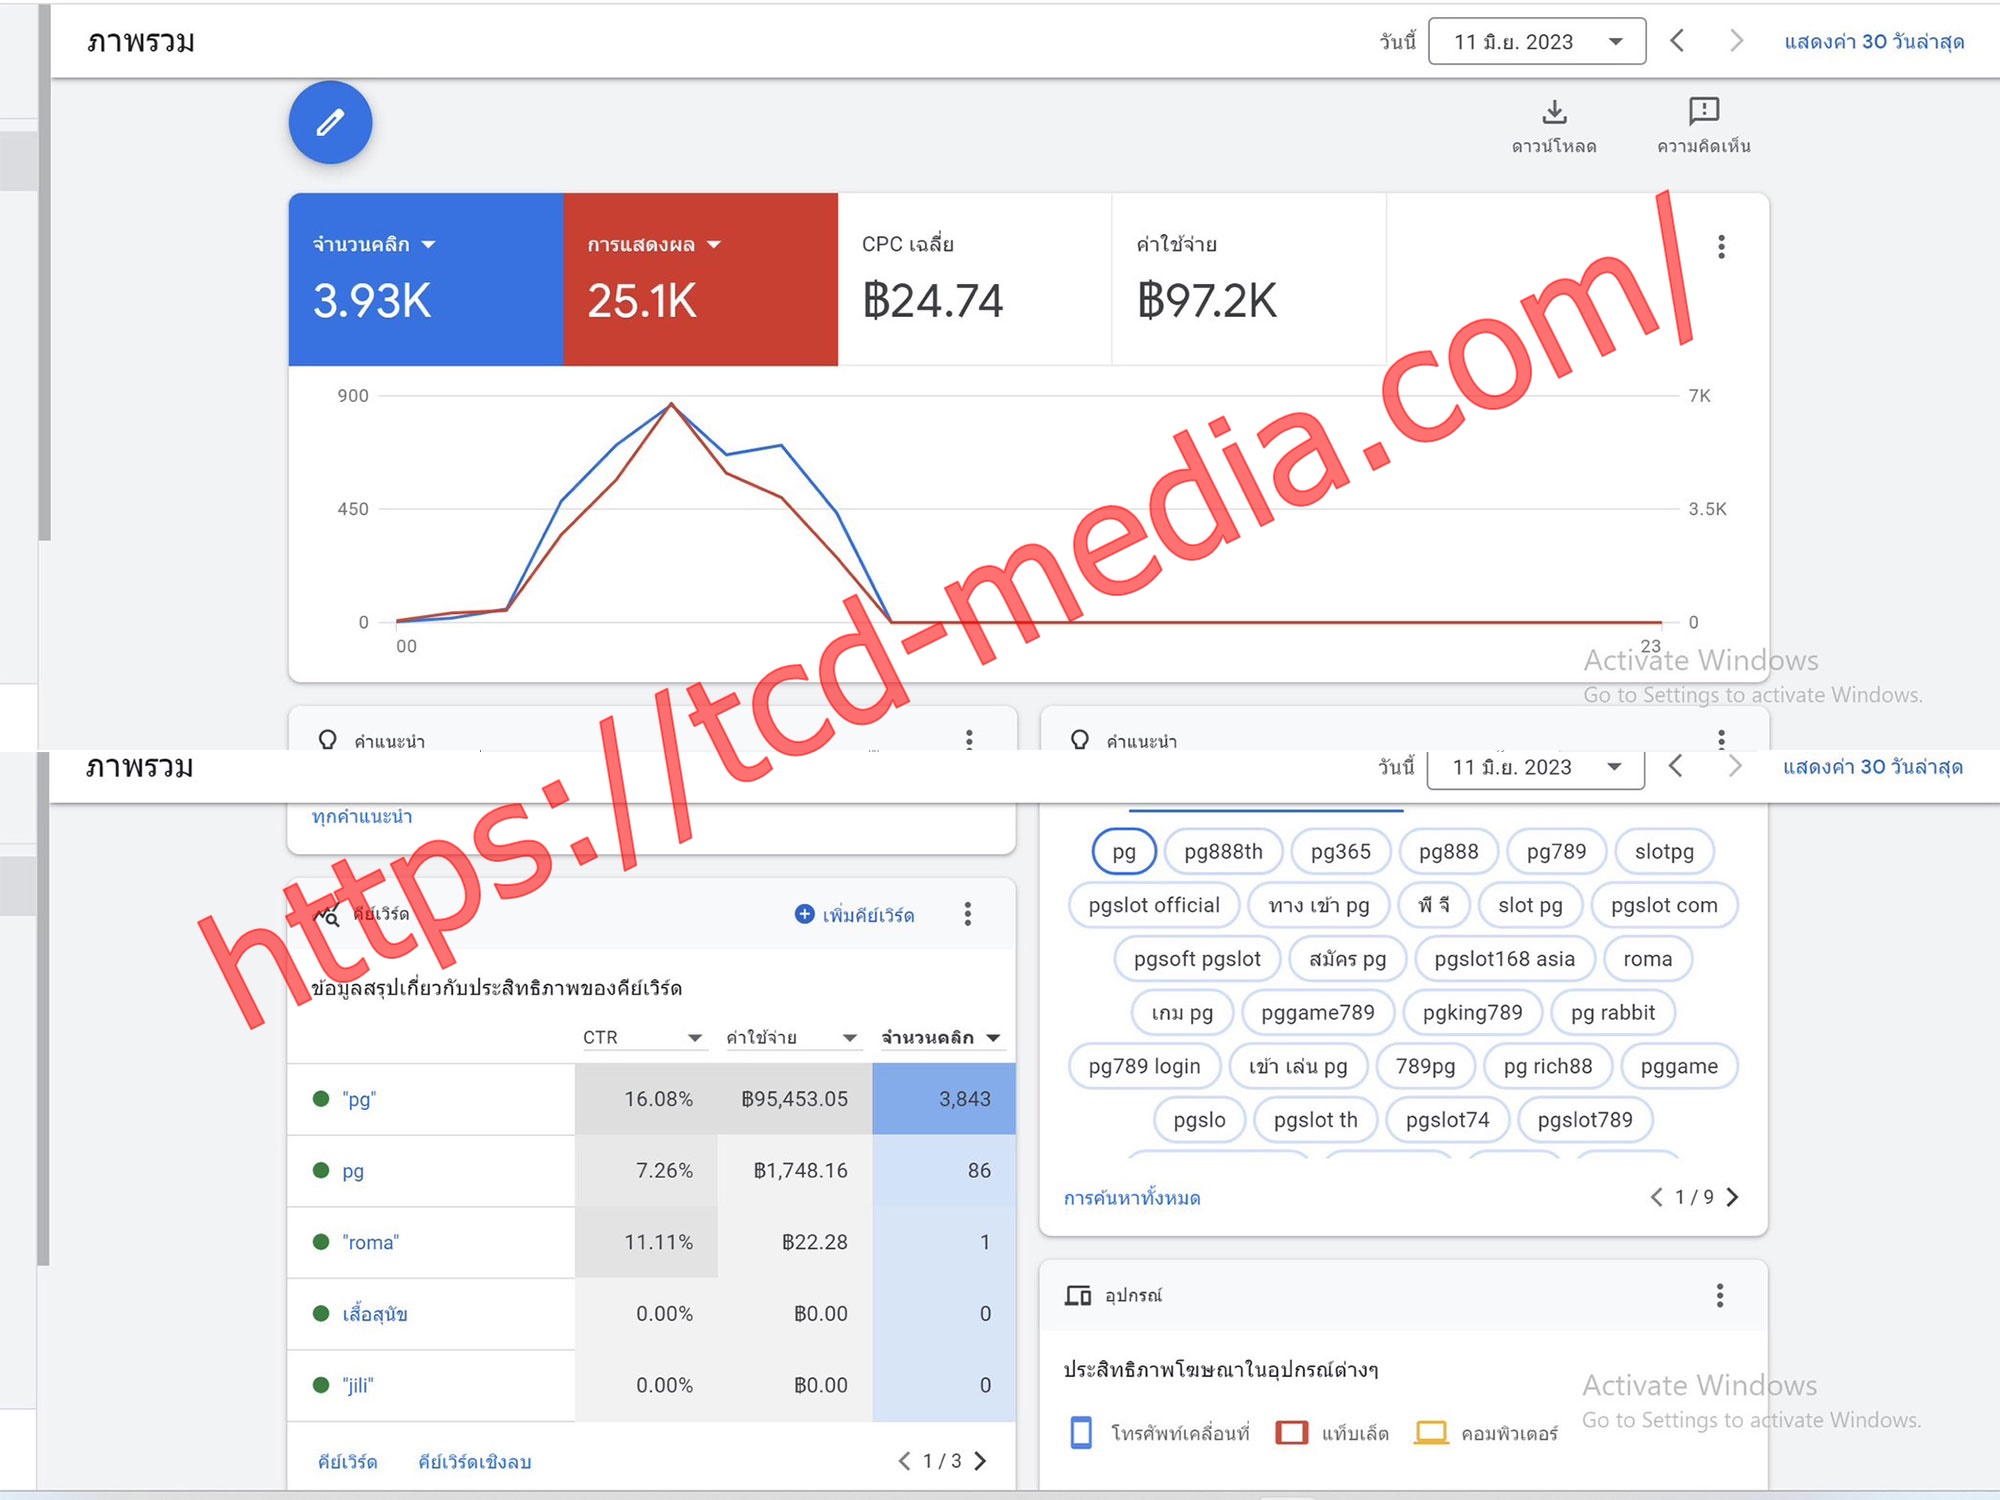 ภาพรวม
วันนี้ 11 มิ.ย. 2023 แสดงค่า 30 วันล่าสุด
ดาวน์โหลด ความคิดเห็น
จำนวนคลิก การแสดงผล CPC เฉลี่ย ค่าใช้จ่าย
3.93K 25.1K ฿24.74 ฿97.2K
900 7K
450 3.5K
0 0
00 23
Activate Windows
Go to Settings to activate Windows.
คำแนะนำ คำแนะนำ
https://tcd-media.com/
ภาพรวม
วันนี้ 11 มิ.ย. 2023 แสดงค่า 30 วันล่าสุด
ทุกคำแนะนำ
คีย์เวิร์ด เพิ่มคีย์เวิร์ด
ข้อมูลสรุปเกี่ยวกับประสิทธิภาพของคีย์เวิร์ด
CTR ค่าใช้จ่าย จำนวนคลิก
"pg" 16.08% ฿95,453.05 3,843
pg 7.26% ฿1,748.16 86
"roma" 11.11% ฿22.28 1
เสื้อสุนัข 0.00% ฿0.00 0
"jili" 0.00% ฿0.00 0
คีย์เวิร์ด คีย์เวิร์ดเชิงลบ 1 / 3
pg pg888th pg365 pg888 pg789 slotpg
pgslot official ทาง เข้า pg พี จี slot pg pgslot com
pgsoft pgslot สมัคร pg pgslot168 asia roma
เกม pg pggame789 pgking789 pg rabbit
pg789 login เข้า เล่น pg 789pg pg rich88 pggame
pgslo pgslot th pgslot74 pgslot789
การค้นหาทั้งหมด 1 / 9
อุปกรณ์
ประสิทธิภาพโฆษณาในอุปกรณ์ต่างๆ
โทรศัพท์เคลื่อนที่ แท็บเล็ต คอมพิวเตอร์
Activate Windows
Go to Settings to activate Windows.